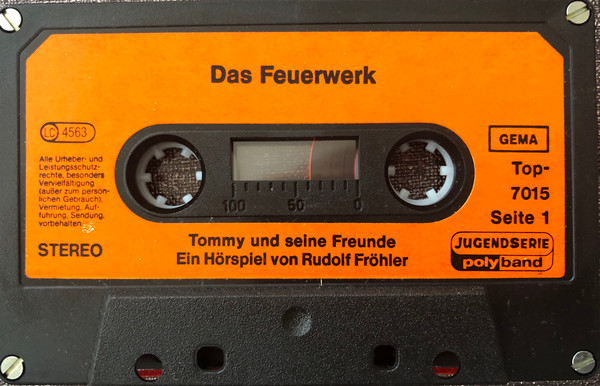 Das Feuerwerk
LC 4563
GEMA
Alle Urheber- und
Leistungsschutz-
rechte, besonders
Vervielfältigung
(außer zum persön-
lichen Gebrauch),
Vermietung, Auf-
führung, Sendung,
vorbehalten.
Top-
7015
Seite 1
100 50 0
STEREO
Tommy und seine Freunde
Ein Hörspiel von Rudolf Fröhler
JUGENDSERIE
polyband